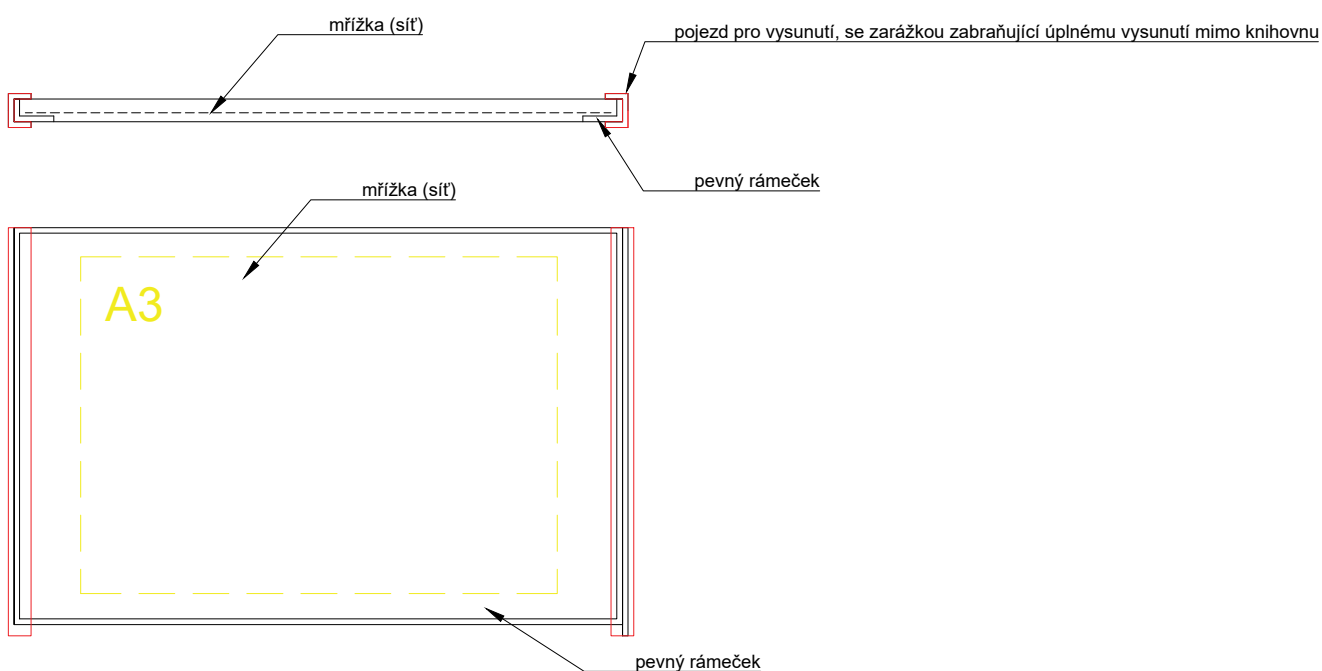 mřížka (síť)
pojezd pro vysunutí, se zarážkou zabraňující úplnému vysunutí mimo knihovnu
pevný rámeček
mřížka (síť)
A3
pevný rámeček